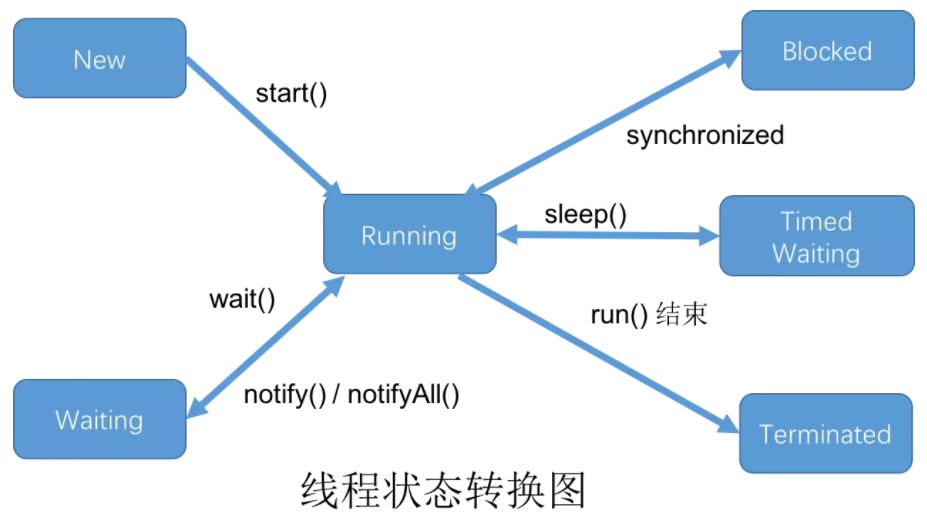 New
Blocked
start()
synchronized
Running
sleep()
Timed
Waiting
wait()
run() 结束
notify() / notifyAll()
Waiting
Terminated
线程状态转换图